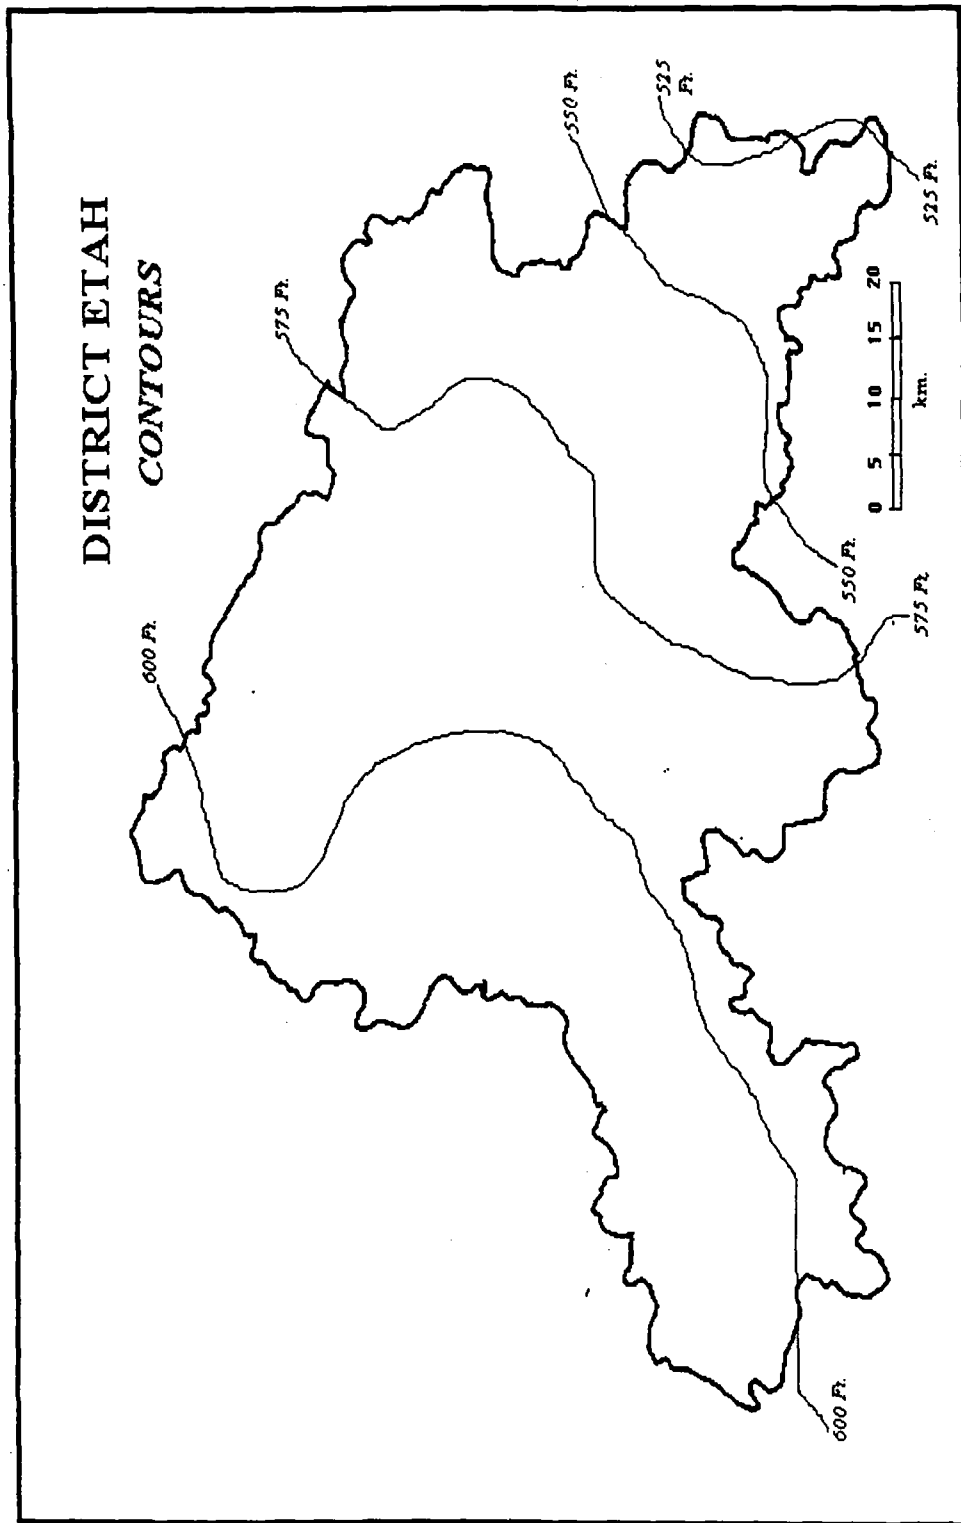 DISTRICT ETAH
CONTOURS
600 Ft.
575 Ft.
550 Ft.
525
Ft.
525 Ft.
550 Ft.
575 Ft.
600 Ft.
0 5 10 15 20
km.